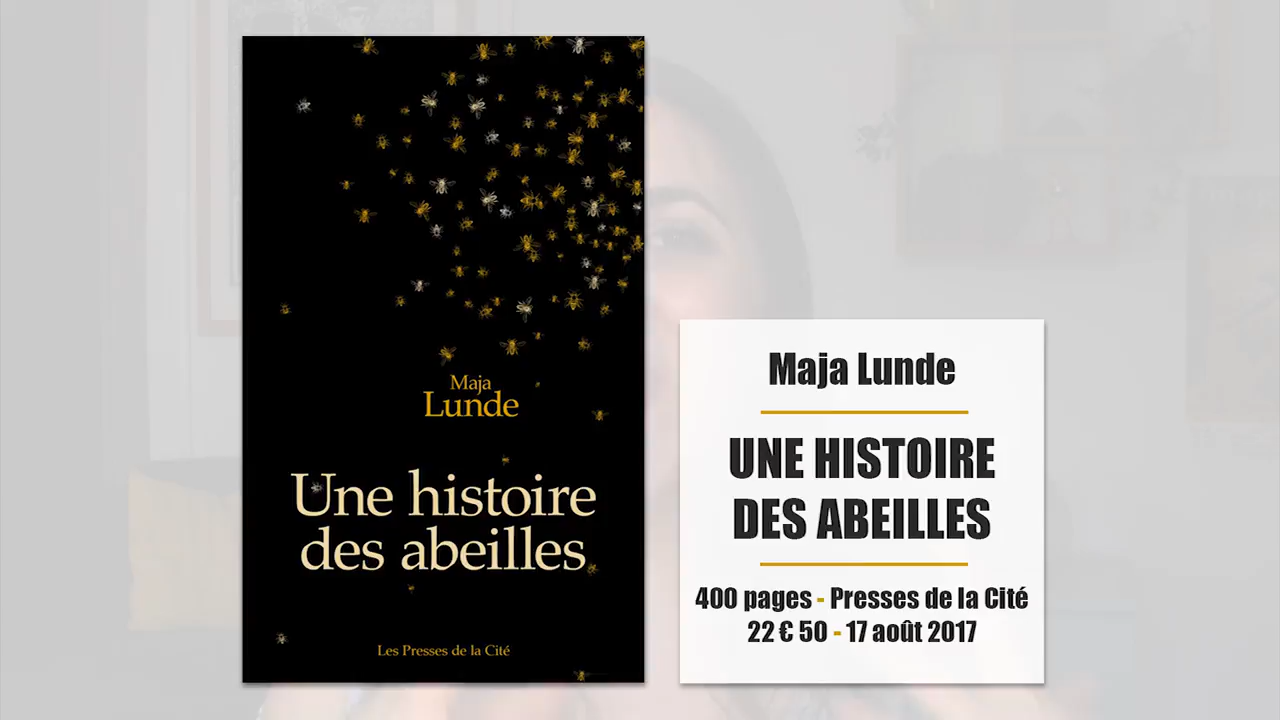 Maja
Lunde
Une histoire
des abeilles
Les Presses de la Cité
Maja Lunde
UNE HISTOIRE
DES ABEILLES
400 pages - Presses de la Cité
22 € 50 - 17 août 2017